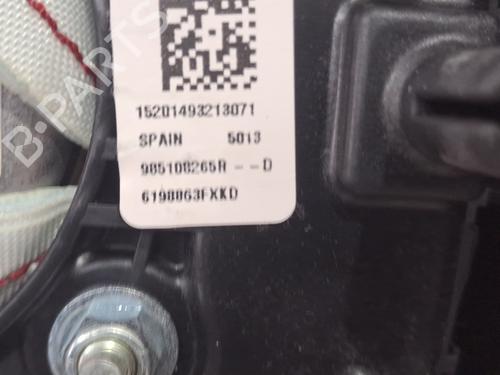 B-PARTS
15201493213071
SPAIN 5013
985108265R --D
6198863FXKD